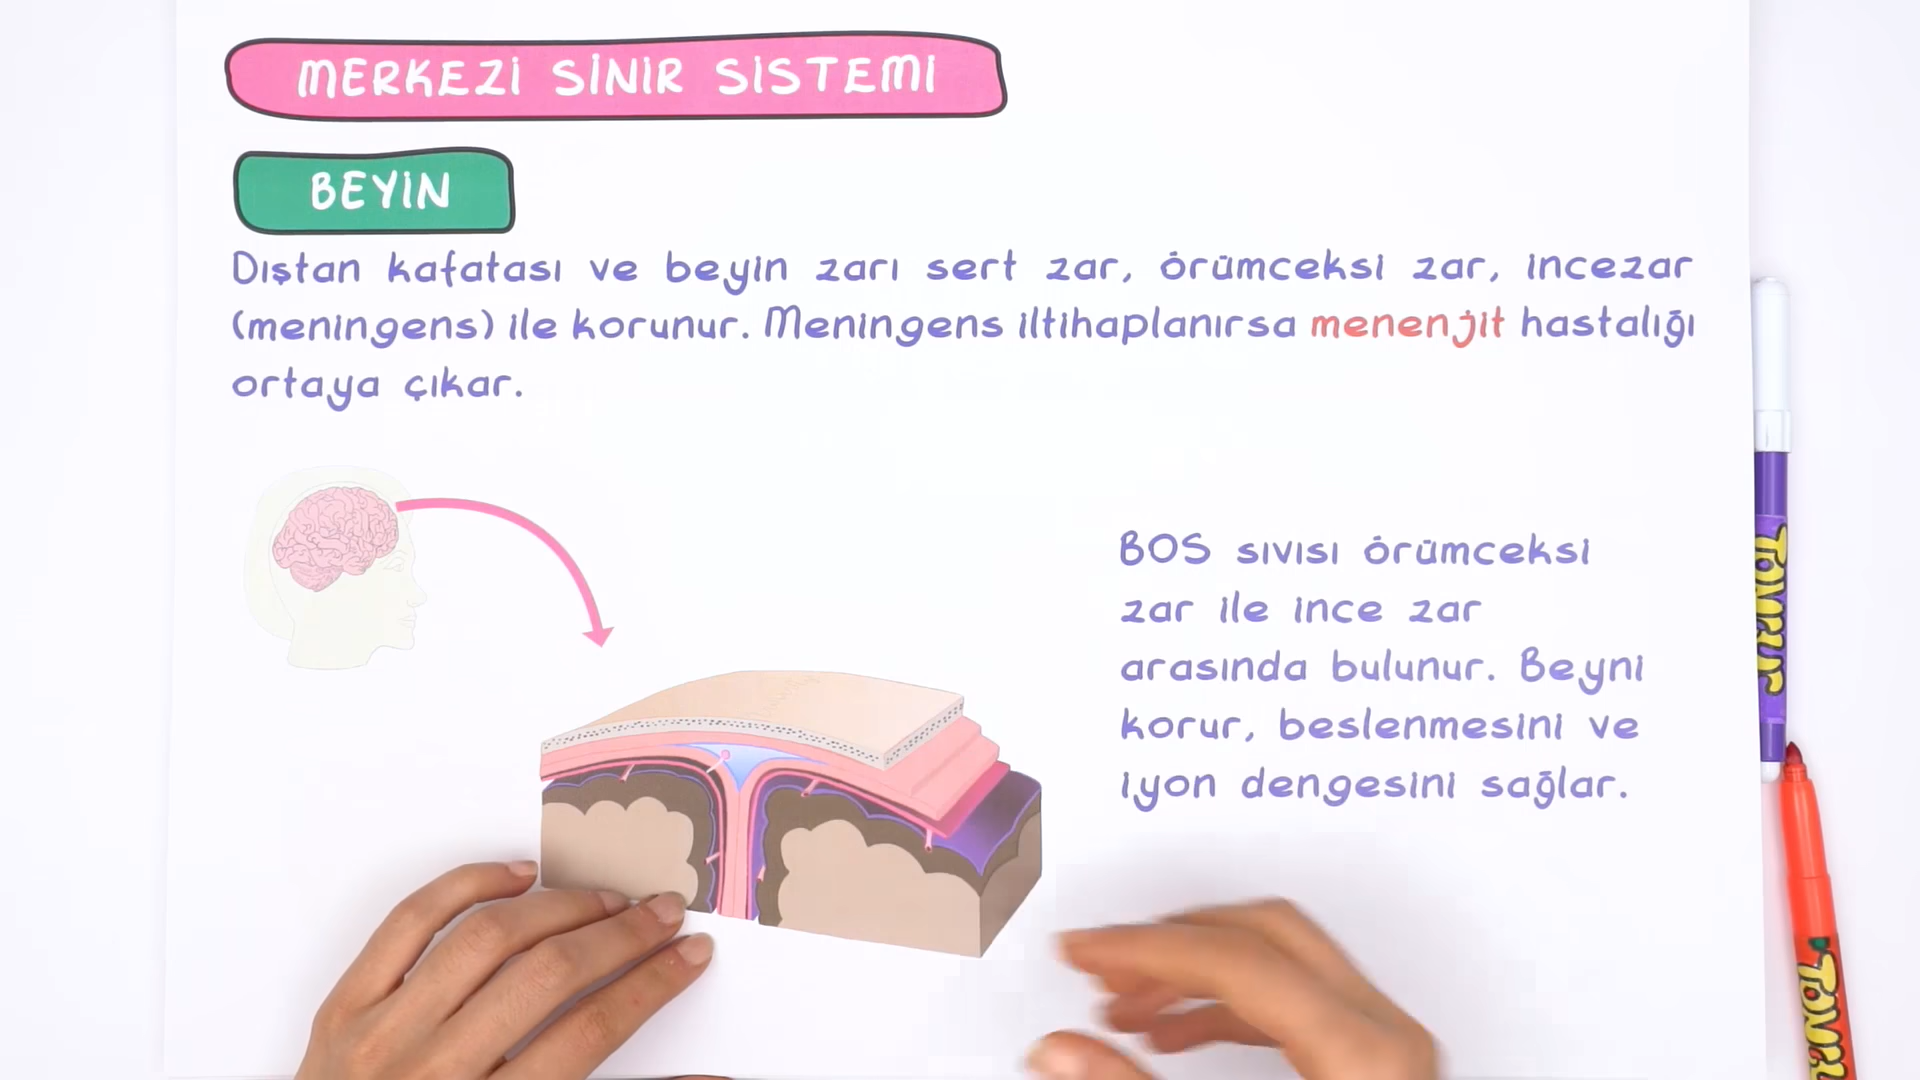 MERKEZİ SİNİR SİSTEMİ
BEYİN
Dıştan kafatası ve beyin zarı sert zar, örümceksi zar, incezar
(meningens) ile korunur. Meningens iltihaplanırsa menenjit hastalığı
ortaya çıkar.
BOS sıvısı örümceksi
zar ile ince zar
arasında bulunur. Beyni
korur, beslenmesini ve
iyon dengesini sağlar.